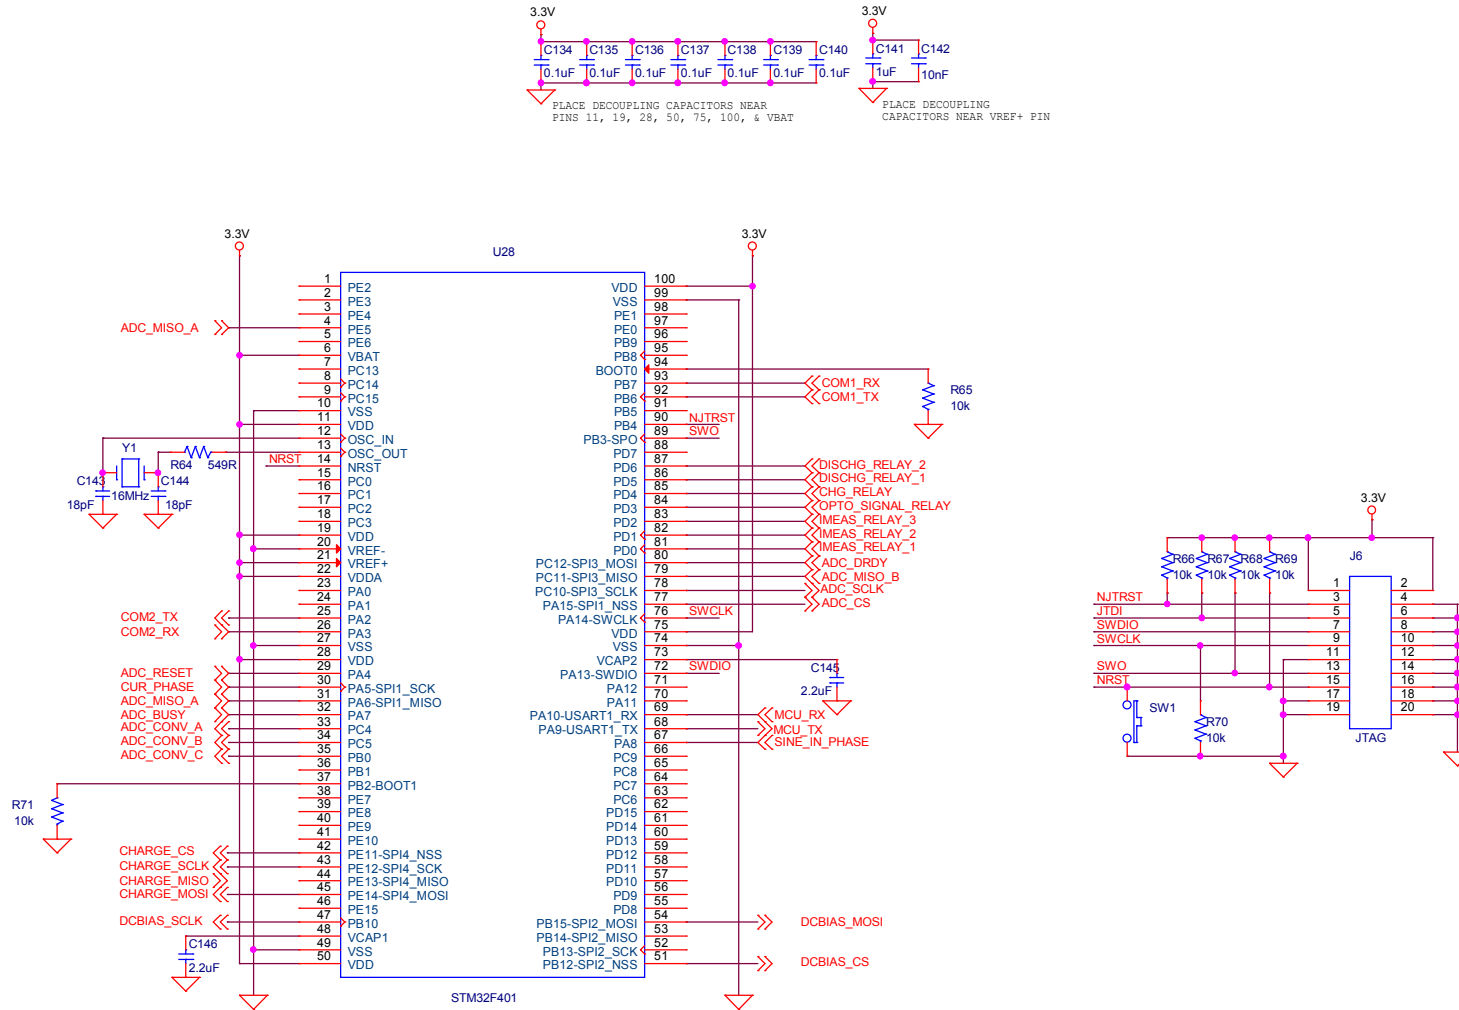 3.3V
C134
0.1uF
C135
0.1uF
C136
0.1uF
C137
0.1uF
C138
0.1uF
C139
0.1uF
C140
0.1uF
PLACE DECOUPLING CAPACITORS NEAR
PINS 11, 19, 28, 50, 75, 100, & VBAT
3.3V
C141
1uF
C142
10nF
PLACE DECOUPLING
CAPACITORS NEAR VREF+ PIN
3.3V
3.3V
U28
1 PE2
2 PE3
3 PE4
ADC_MISO_A 4 PE5
5 PE6
6 VBAT
7 PC13
8 PC14
9 PC15
10 VSS
11 VDD
12 OSC_IN
13 OSC_OUT
NRST 14 NRST
15 PC0
16 PC1
17 PC2
18 PC3
19 VDD
20 VREF-
21 VREF+
22 VDDA
23 PA0
24 PA1
COM2_TX 25 PA2
COM2_RX 26 PA3
27 VSS
28 VDD
ADC_RESET 29 PA4
CUR_PHASE 30 PA5-SPI1_SCK
ADC_MISO_A 31 PA6-SPI1_MISO
ADC_BUSY 32 PA7
ADC_CONV_A 33 PC4
ADC_CONV_B 34 PC5
ADC_CONV_C 35 PB0
36 PB1
37 PB2-BOOT1
38 PE7
39 PE8
40 PE9
41 PE10
CHARGE_CS 42 PE11-SPI4_NSS
CHARGE_SCLK 43 PE12-SPI4_SCK
CHARGE_MISO 44 PE13-SPI4_MISO
CHARGE_MOSI 45 PE14-SPI4_MOSI
46 PE15
DCBIAS_SCLK 47 PB10
48 VCAP1
49 VSS
50 VDD
Y1
16MHz
R64 549R
C143
18pF
C144
18pF
R71
10k
C146
2.2uF
VDD 100
VSS 99
PE1 98
PE0 97
PB9 96
PB8 95
BOOT0 94
PB7 93 COM1_RX
PB6 92 COM1_TX
PB5 91
PB4 90 NJTRST
PB3-SPO 89 SWO
PD7 88
PD6 87 DISCHG_RELAY_2
PD5 86 DISCHG_RELAY_1
PD4 85 CHG_RELAY
PD3 84 OPTO_SIGNAL_RELAY
PD2 83 IMEAS_RELAY_3
PD1 82 IMEAS_RELAY_2
PD0 81 IMEAS_RELAY_1
PC12-SPI3_MOSI 80 ADC_DRDY
PC11-SPI3_MISO 79 ADC_MISO_B
PC10-SPI3_SCLK 78 ADC_SCLK
PA15-SPI1_NSS 77 ADC_CS
PA14-SWCLK 76 SWCLK
VDD 75
VSS 74
VCAP2 73
PA13-SWDIO 72 SWDIO
PA12 71
PA11 70
PA10-USART1_RX 69 MCU_RX
PA9-USART1_TX 68 MCU_TX
PA8 67 SINE_IN_PHASE
PC9 66
PC8 65
PC7 64
PC6 63
PD15 62
PD14 61
PD13 60
PD12 59
PD11 58
PD10 57
PD9 56
PD8 55
PB15-SPI2_MOSI 54 DCBIAS_MOSI
PB14-SPI2_MISO 53
PB13-SPI2_SCK 52
PB12-SPI2_NSS 51 DCBIAS_CS
STM32F401
R65
10k
C145
2.2uF
3.3V
R66
10k
R67
10k
R68
10k
R69
10k
J6
1 2
NJTRST 3 4
JTDI 5 6
SWDIO 7 8
SWCLK 9 10
11 12
SWO 13 14
NRST 15 16
17 18
19 20
SW1
R70
10k
JTAG